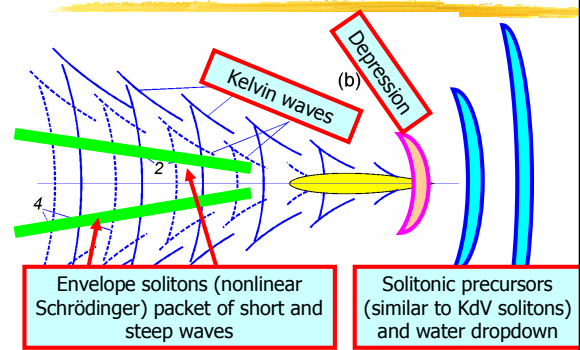 Depression
(b)
Kelvin waves
2
4
Envelope solitons (nonlinear
Schrödinger) packet of short and
steep waves
Solitonic precursors
(similar to KdV solitons)
and water dropdown